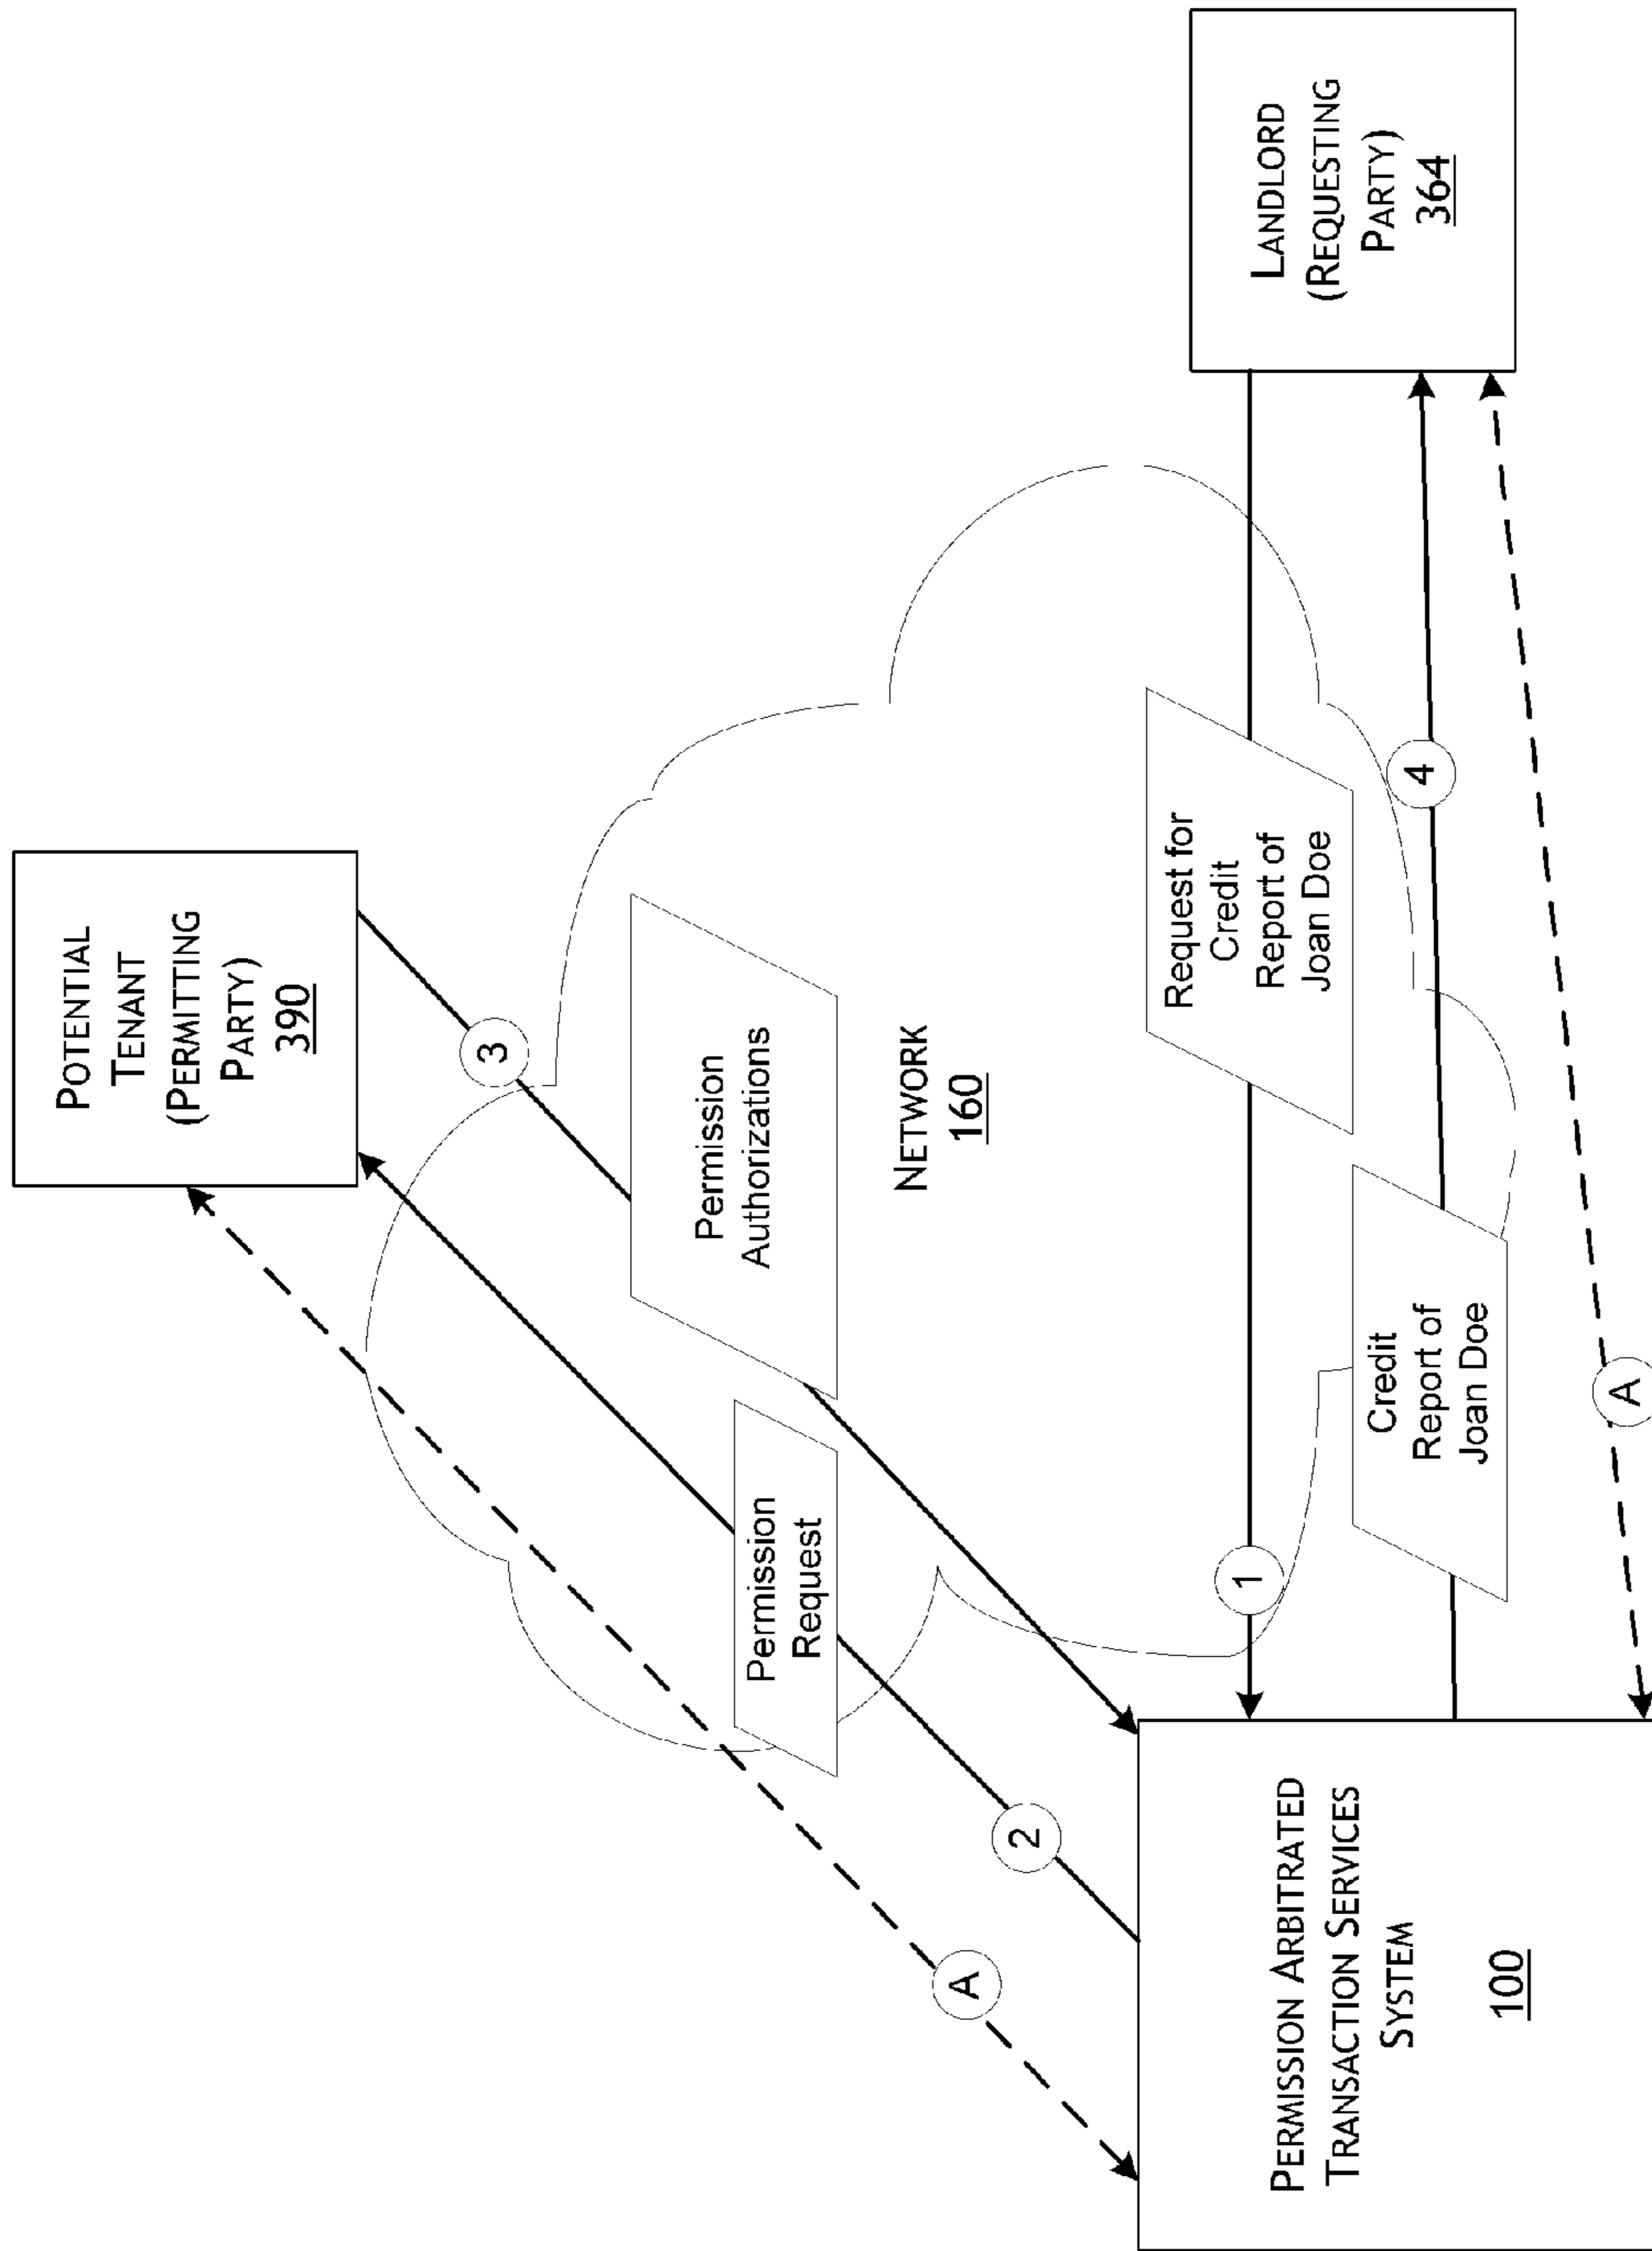 POTENTIAL
TENANT
(PERMITTING
PARTY)
390
3
Permission
Authorizations
Permission
Request
2
A
NETWORK
160
LANDLORD
(REQUESTING
PARTY)
364
Request for
Credit
Report of
Joan Doe
1
4
Credit
Report of
Joan Doe
A
PERMISSION ARBITRATED
TRANSACTION SERVICES
SYSTEM
100